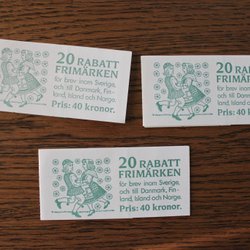 20 RABATT
FRIMÄRKEN
för brev inom Sverige,
och till Danmark, Fin-
land, Island och Norge.
Pris: 40 kronor.
20 RABATT
FRIMÄRKEN
för brev inom Sverige,
och till Danmark, Fin-
land, Island och Norge.
Pris: 40 kronor.
20 RABATT
FRIMÄRKEN
för brev inom Sverige,
och till Danmark, Fin-
land, Island och Norge.
Pris: 40 kronor.